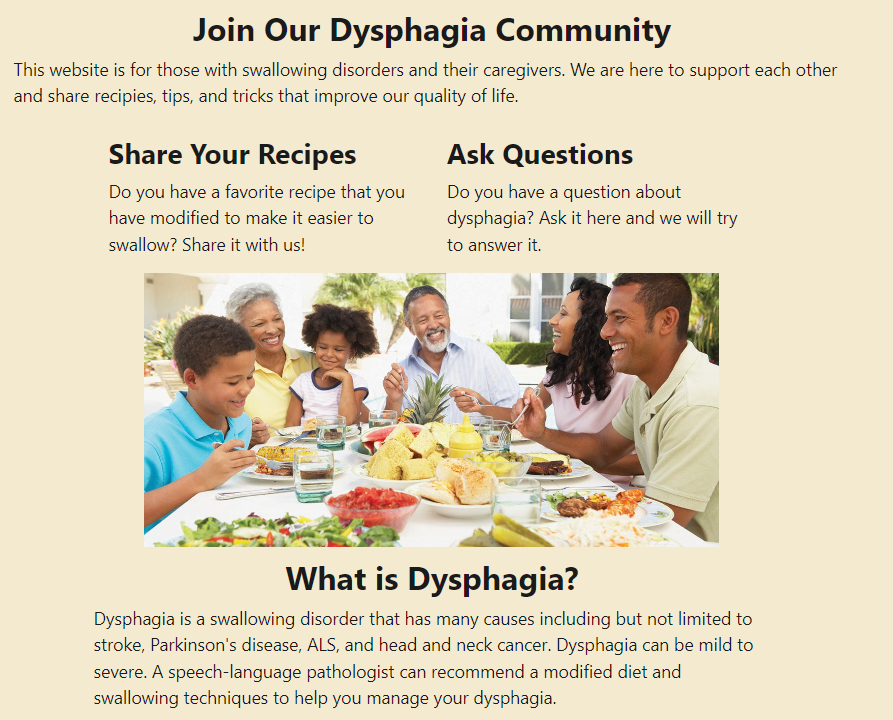 Join Our Dysphagia Community
This website is for those with swallowing disorders and their caregivers. We are here to support each other
and share recipies, tips, and tricks that improve our quality of life.
Share Your Recipes
Do you have a favorite recipe that you
have modified to make it easier to
swallow? Share it with us!
Ask Questions
Do you have a question about
dysphagia? Ask it here and we will try
to answer it.
What is Dysphagia?
Dysphagia is a swallowing disorder that has many causes including but not limited to
stroke, Parkinson's disease, ALS, and head and neck cancer. Dysphagia can be mild to
severe. A speech-language pathologist can recommend a modified diet and
swallowing techniques to help you manage your dysphagia.